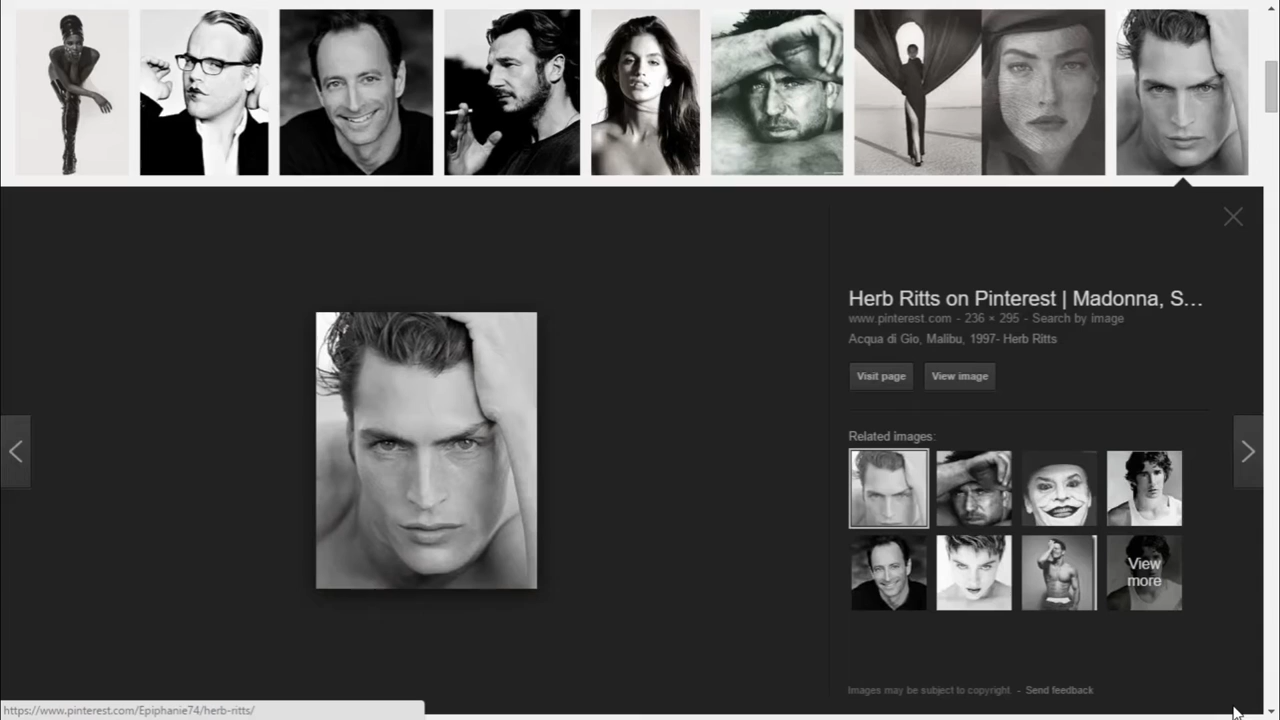 Herb Ritts on Pinterest | Madonna, S...
www.pinterest.com - 236 × 295 - Search by image
Acqua di Gio, Malibu, 1997- Herb Ritts
Visit page
View image
Related images:
View
more
Images may be subject to copyright. - Send feedback
https://www.pinterest.com/Epiphanie74/herb-ritts/